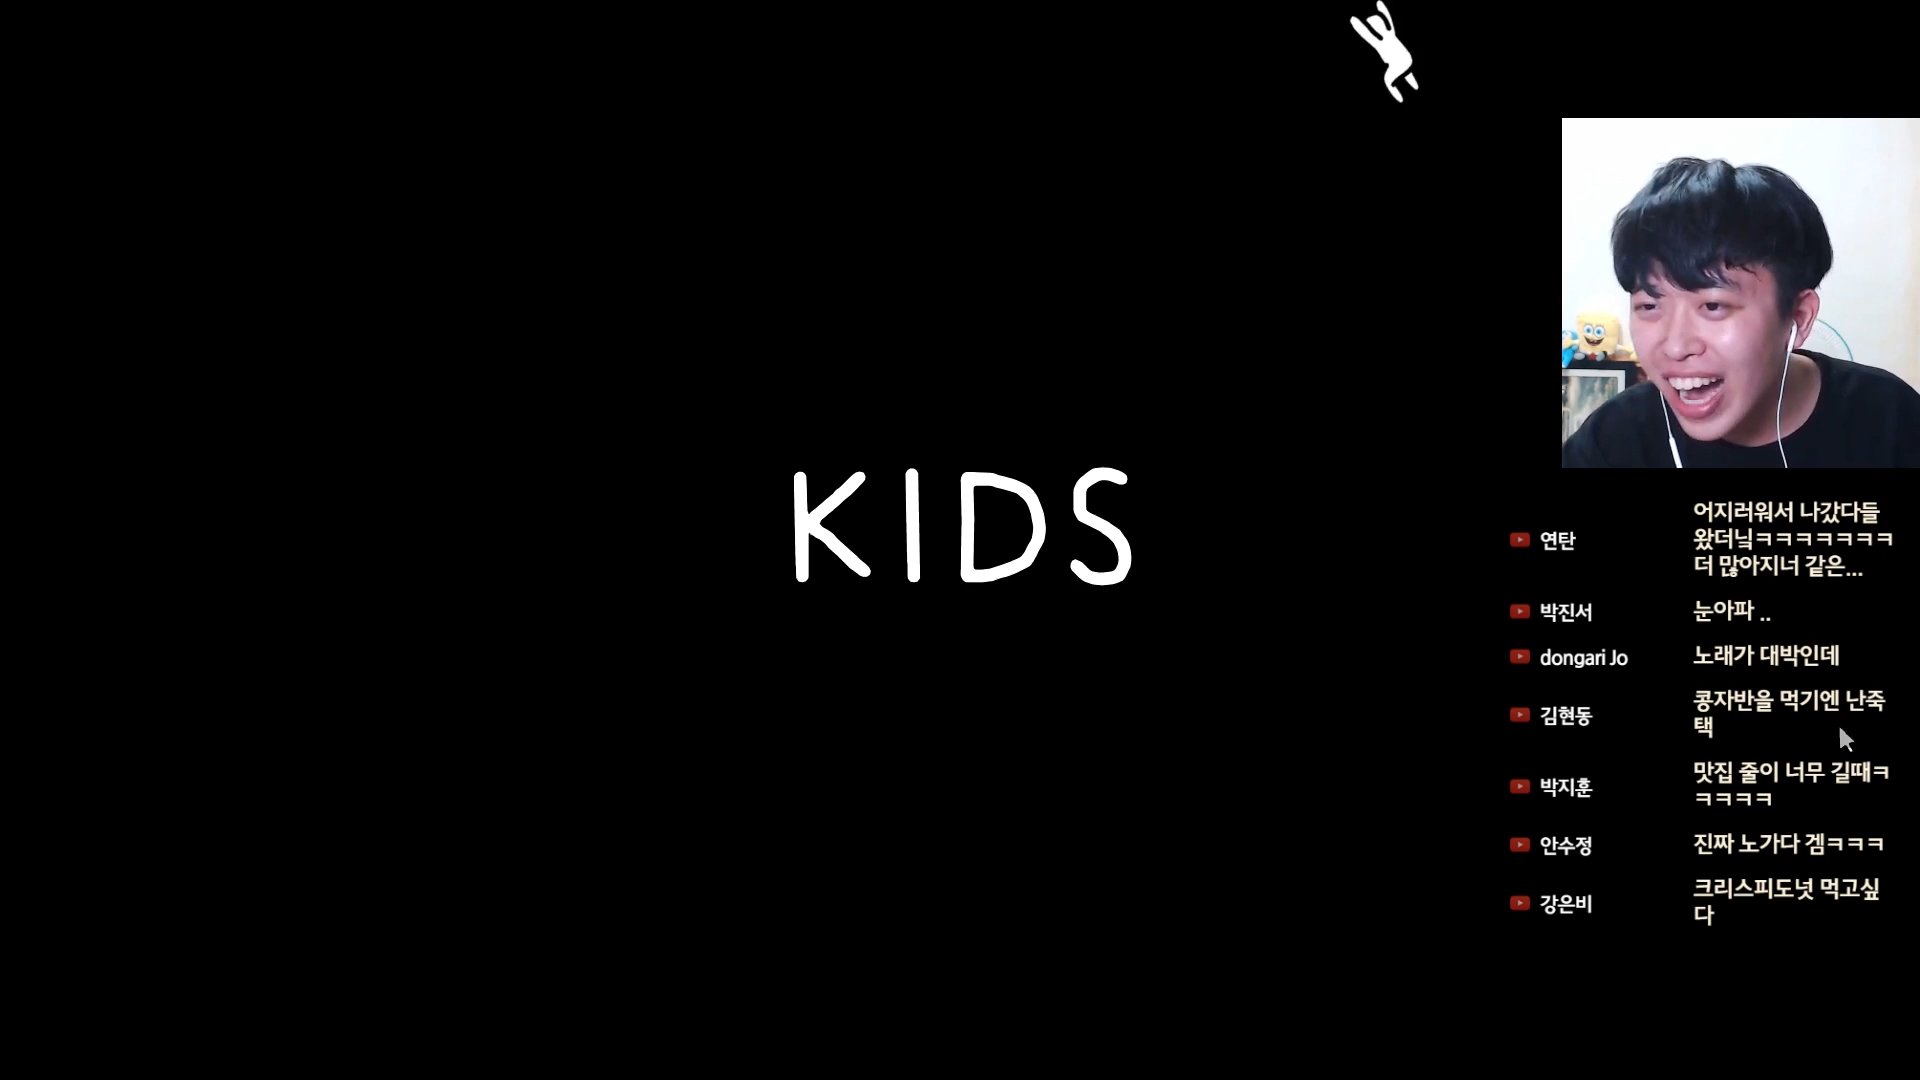 KIDS
어지러워서 나갔다들
연탄
왔더닠ㅋㅋㅋㅋㅋㅋㅋ
더 많아지너 같은...
박진서
눈아파 ..
dongari Jo
노래가 대박인데
김현동
콩자반을 먹기엔 난죽
택
박지훈
맛집 줄이 너무 길때ㅋ
ㅋㅋㅋㅋ
안수정
진짜 노가다 겜ㅋㅋㅋ
강은비
크리스피도넛 먹고싶
다